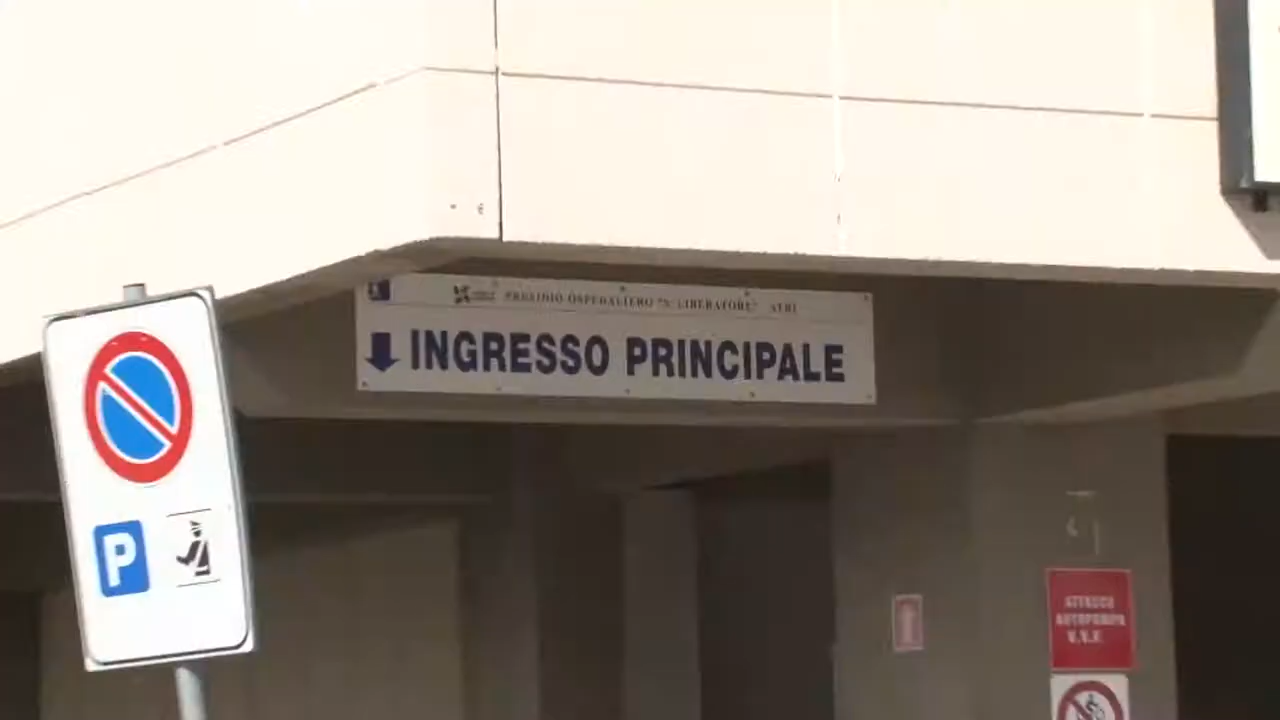 PRESIDIO OSPEDALIERO "S. LIBERATORE" ATRI
INGRESSO PRINCIPALE
P
ATTACCO
AUTOPOMPA
V.V.F.